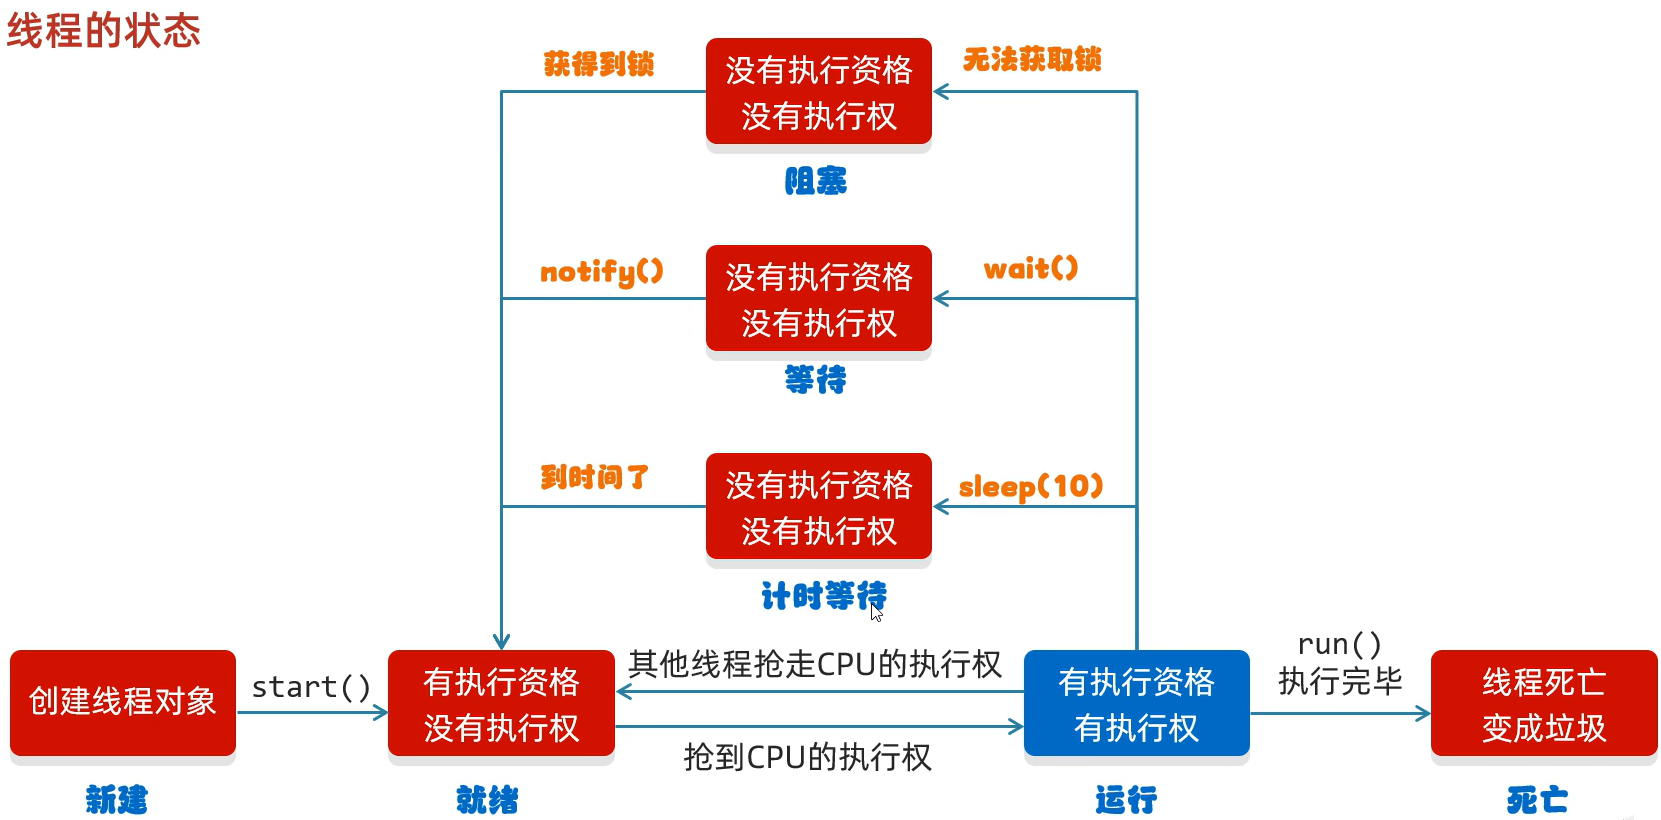 线程的状态
获得到锁
没有执行资格
没有执行权
无法获取锁
阻塞
notify()
没有执行资格
没有执行权
wait()
等待
到时间了
没有执行资格
没有执行权
sleep(10)
计时等待
创建线程对象
start()
有执行资格
没有执行权
其他线程抢走CPU的执行权
抢到CPU的执行权
有执行资格
有执行权
run()
执行完毕
线程死亡
变成垃圾
新建
就绪
运行
死亡